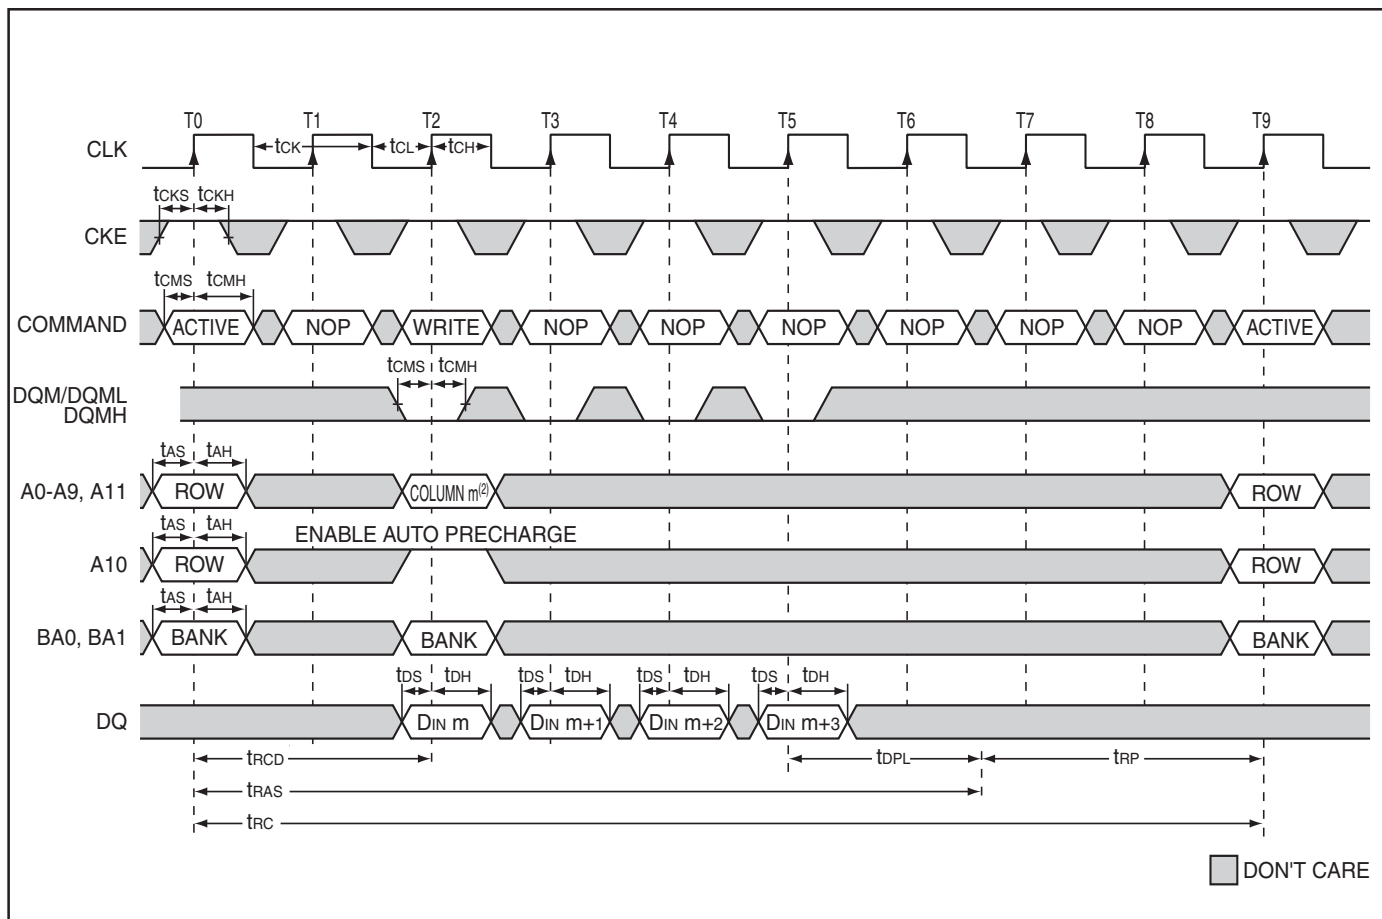 T0 T1 T2 T3 T4 T5 T6 T7 T8 T9
CLK tCK tCL tCH
tCKS tCKH
CKE
tCMS tCMH
COMMAND ACTIVE NOP WRITE NOP NOP NOP NOP NOP NOP ACTIVE
tCMS tCMH
DQM/DQML
DQMH
tAS tAH
A0-A9, A11 ROW COLUMN m(2) ROW
tAS tAH ENABLE AUTO PRECHARGE
A10 ROW ROW
tAS tAH
BA0, BA1 BANK BANK BANK
tDS tDH tDS tDH tDS tDH tDS tDH
DQ DIN m DIN m+1 DIN m+2 DIN m+3
tRCD tDPL tRP
tRAS
tRC
DON'T CARE